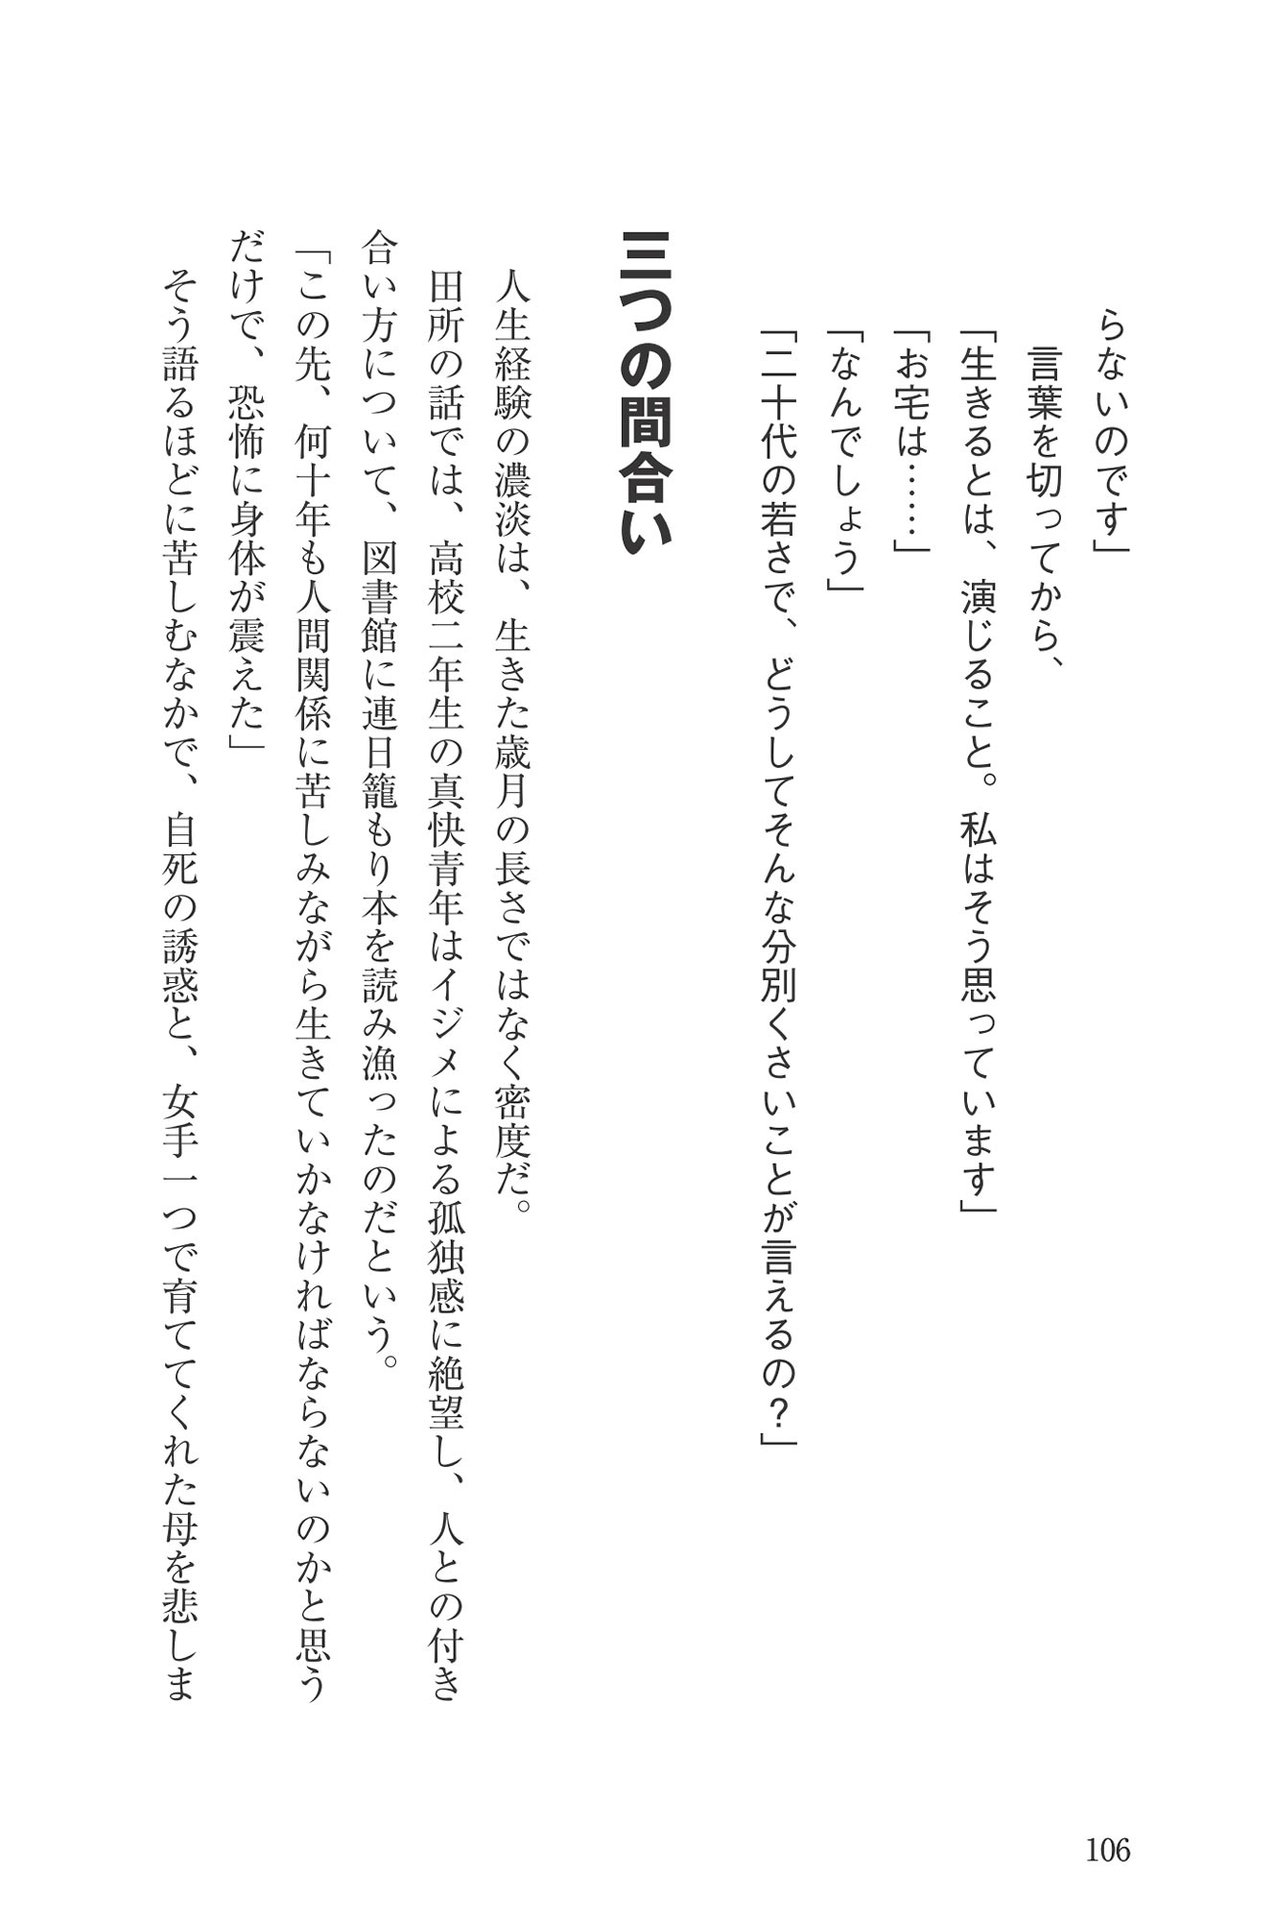 らないのです」
言葉を切ってから、
「生きるとは、演じること。私はそう思っています」
「お宅は……」
「なんでしょう」
「二十代の若さで、どうしてそんな分別くさいことが言えるの？」
三つの間合い
人生経験の濃淡は、生きた歳月の長さではなく密度だ。
田所の話では、高校二年生の真快青年はイジメによる孤独感に絶望し、人との付き
合い方について、図書館に連日籠もり本を読み漁ったのだという。
「この先、何十年も人間関係に苦しみながら生きていかなければならないのかと思う
だけで、恐怖に身体が震えた」
そう語るほどに苦しむなかで、自死の誘惑と、女手一つで育ててくれた母を悲しま
106